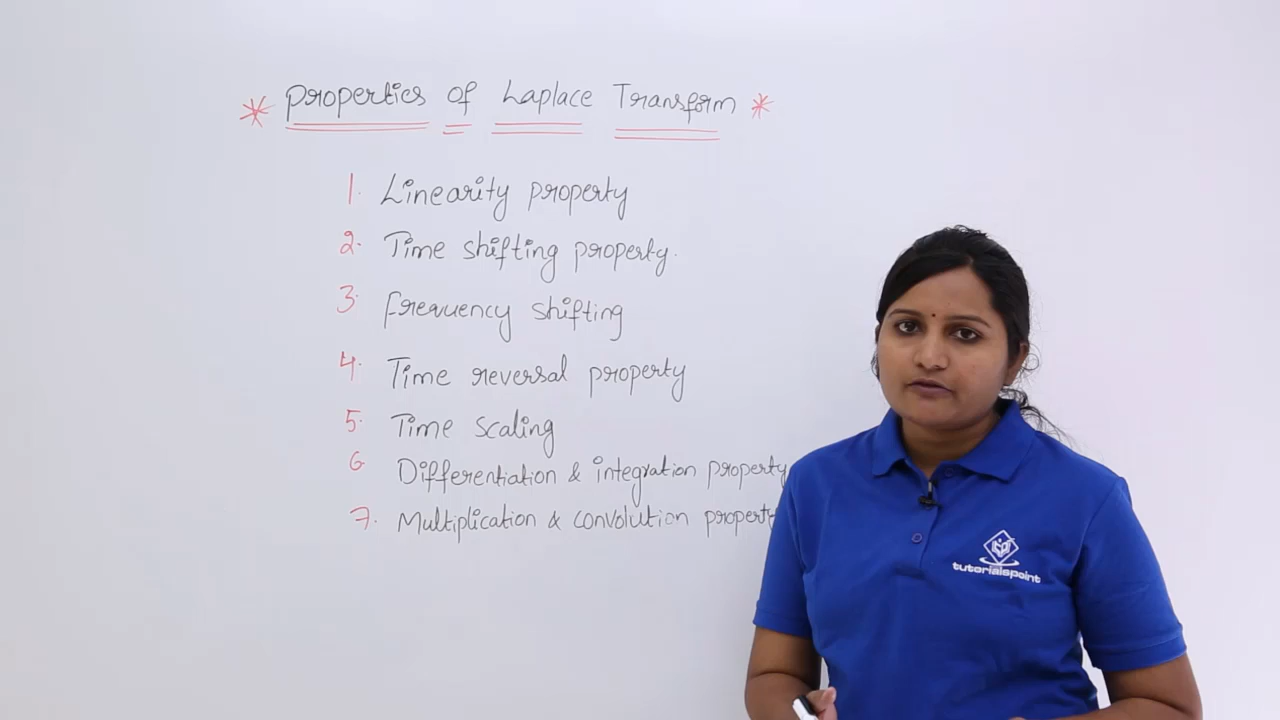 * Properties of Laplace Transform *
1. Linearity property
2. Time shifting property.
3. Frequency shifting
4. Time reversal property
5. Time scaling
6 Differentiation & integration property
7. Multiplication & convolution property
tutorialspoint